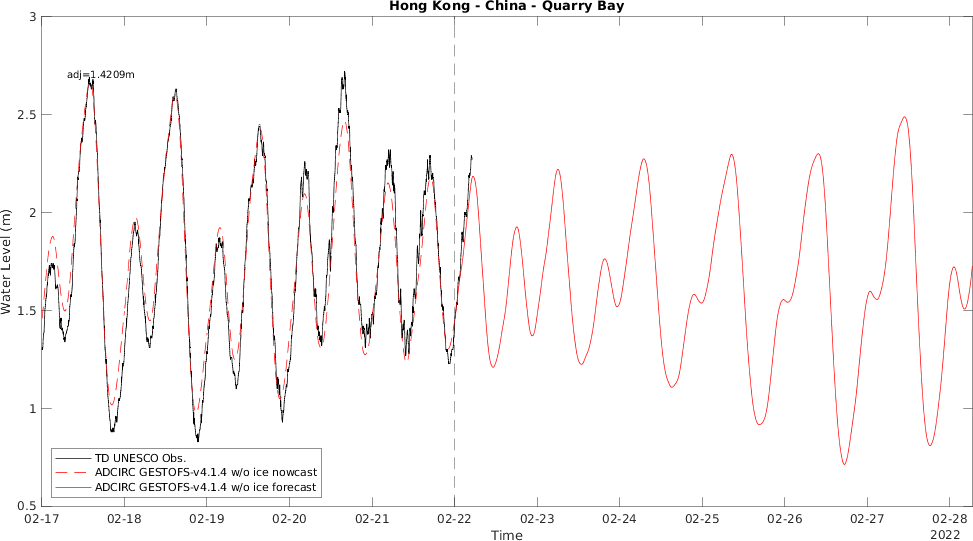 Hong Kong - China - Quarry Bay
adj=1.4209m
Water Level (m)
3
2.5
2
1.5
1
0.5
TD UNESCO Obs.
ADCIRC GESTOFS-v4.1.4 w/o ice nowcast
ADCIRC GESTOFS-v4.1.4 w/o ice forecast
02-17 02-18 02-19 02-20 02-21 02-22 02-23 02-24 02-25 02-26 02-27 02-28
2022
Time